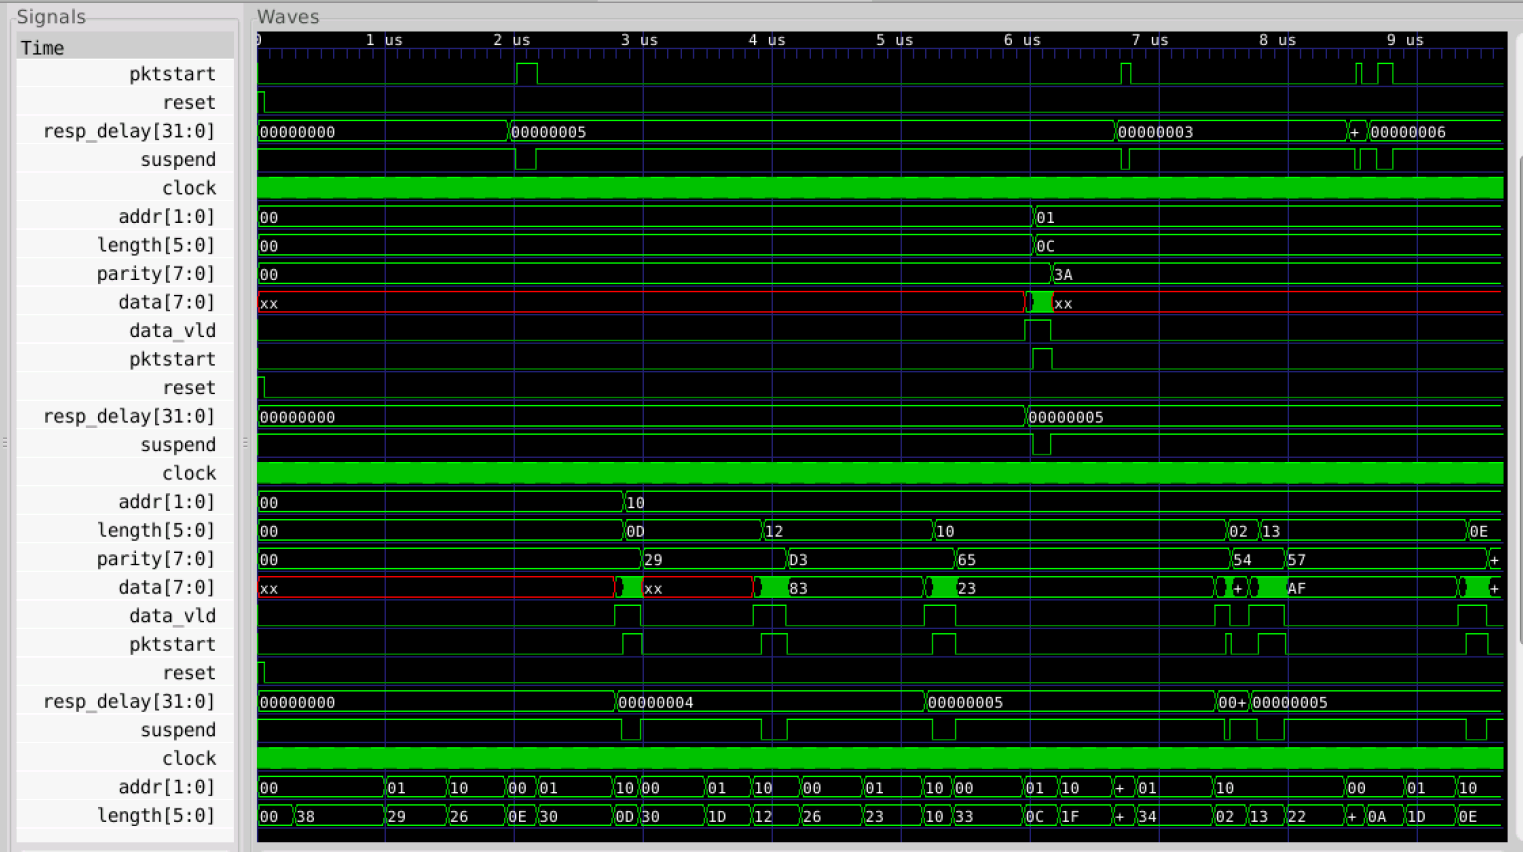 Signals Waves
Time 0 1 us 2 us 3 us 4 us 5 us 6 us 7 us 8 us 9 us
pktstart
reset
resp_delay[31:0] 00000000 00000005 00000003 + 00000006
suspend
clock
addr[1:0] 00 01
length[5:0] 00 0C
parity[7:0] 00 3A
data[7:0] xx xx
data_vld
pktstart
reset
resp_delay[31:0] 00000000 00000005
suspend
clock
addr[1:0] 00 10
length[5:0] 00 0D 12 10 02 13 0E
parity[7:0] 00 29 D3 65 54 57 +
data[7:0] xx xx 83 23 + AF +
data_vld
pktstart
reset
resp_delay[31:0] 00000000 00000004 00000005 00+ 00000005
suspend
clock
addr[1:0] 00 01 10 00 01 10 00 01 10 00 01 10 00 01 10 + 01 10 00 01 10
length[5:0] 00 38 29 26 0E 30 0D 30 1D 12 26 23 10 33 0C 1F + 34 02 13 22 + 0A 1D 0E